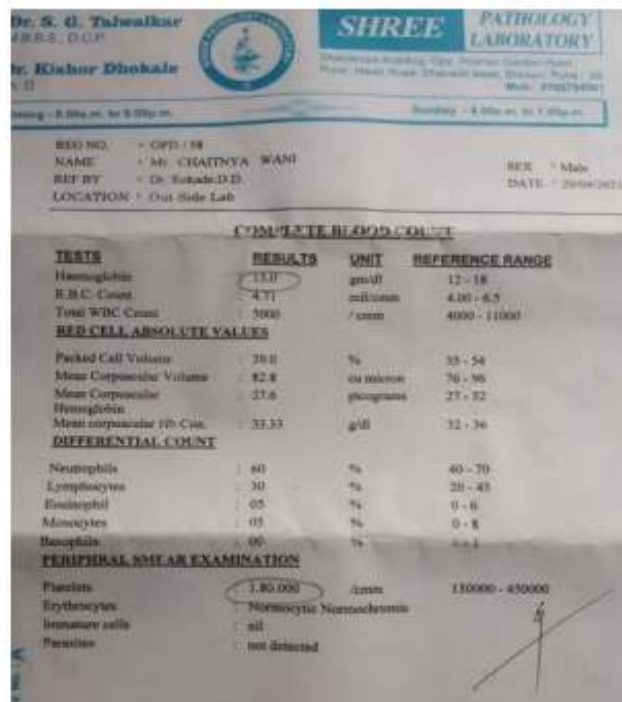 Dr. S. G. Talwalkar
M.B.B.S., D.C.P.
Dr. Kishor Dhokale
SHREE PATHOLOGY LABORATORY
REG NO. : OPD / 58
NAME : Mr. CHAITNYA WANI
SEX : Male
REF BY : Dr. Kokade.D.D.
DATE :
LOCATION : Out Side Lab
COMPLETE BLOOD COUNT
TESTS RESULTS UNIT REFERENCE RANGE
Haemoglobin : 13.0 gm/dl 12 - 18
R.B.C. Count : 4.71 mil/cmm 4.00 - 6.5
Total WBC Count : 5000 / cmm 4000 - 11000
RED CELL ABSOLUTE VALUES
Packed Cell Volume : 39.0 % 35 - 54
Mean Corpuscular Volume : 82.8 cu micron 76 - 96
Mean Corpuscular : 27.6 picograms 27 - 32
Hemoglobin
Mean corpuscular Hb Con. : 33.33 g/dl 32 - 36
DIFFERENTIAL COUNT
Neutrophils : 60 % 40 - 70
Lymphocytes : 30 % 20 - 45
Eosinophil : 05 % 0 - 6
Monocytes : 05 % 0 - 8
Basophils : 00 %
PERIPHRAL SMEAR EXAMINATION
Platelets : 1.80.000 /cmm 150000 - 450000
Erythrocytes : Normocytic Normochromic
Immature cells : nil
Parasites : not detected